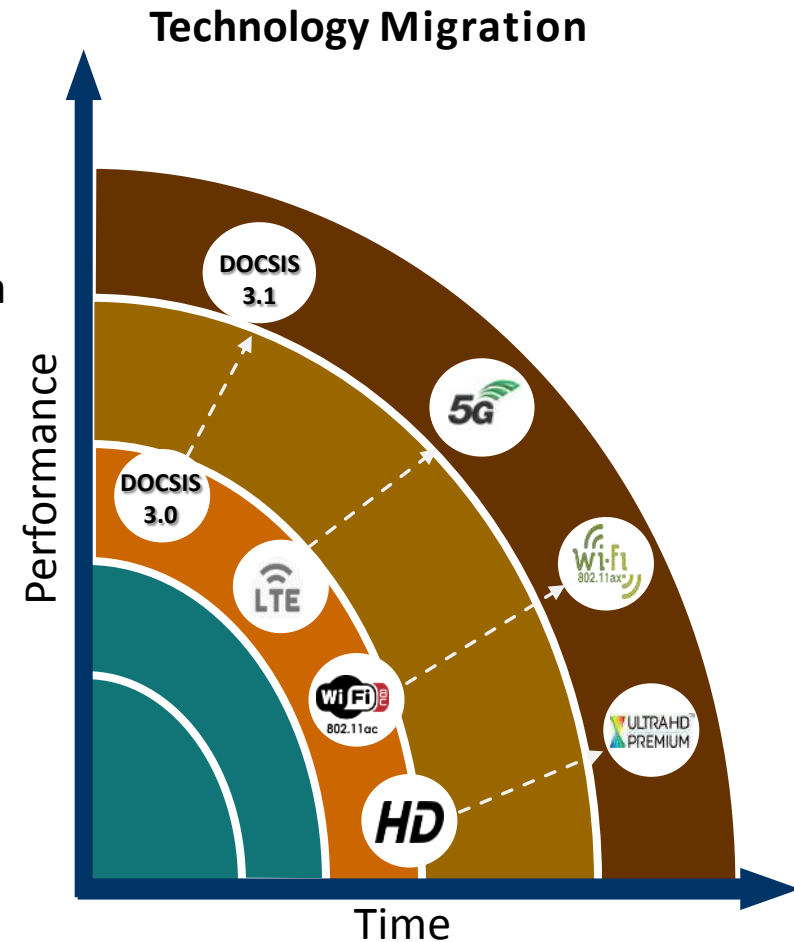 Technology Migration
n
Performance
DOCSIS
3.1
5G
Wi-Fi
802.11ax
DOCSIS
3.0
LTE
WiFi ac
802.11ac
ULTRAHD
PREMIUM
HD
Time